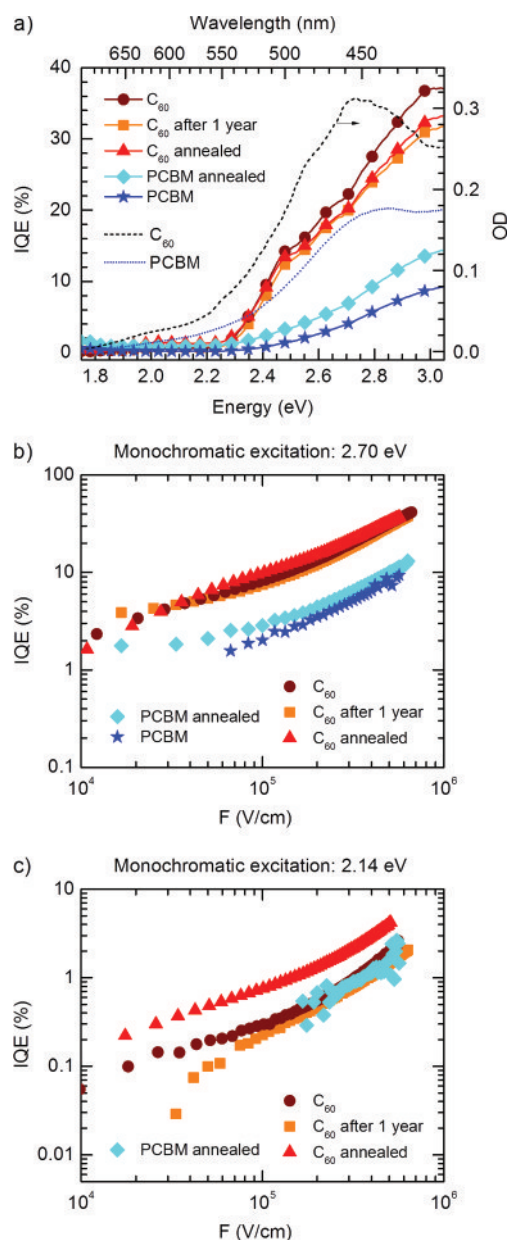 a)
Wavelength (nm)
650 600 550 500 450
IQE (%)
40
30
20
10
0
C60
C60 after 1 year
C60 annealed
PCBM annealed
PCBM
C60
PCBM
OD
0.3
0.2
0.1
0.0
1.8 2.0 2.2 2.4 2.6 2.8 3.0
Energy (eV)
b)
Monochromatic excitation: 2.70 eV
IQE (%)
100
10
1
0.1
PCBM annealed
PCBM
C60
C60 after 1 year
C60 annealed
10^4 10^5 10^6
F (V/cm)
c)
Monochromatic excitation: 2.14 eV
IQE (%)
10
1
0.1
0.01
PCBM annealed
C60
C60 after 1 year
C60 annealed
10^4 10^5 10^6
F (V/cm)